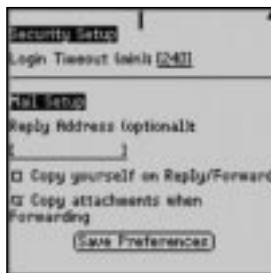 Security Setup
Login Timeout (min): [240]
Mail Setup
Reply Address (optional):
[ ]
Copy yourself on Reply/Forward
Copy attachments when
Forwarding
(Save Preferences)